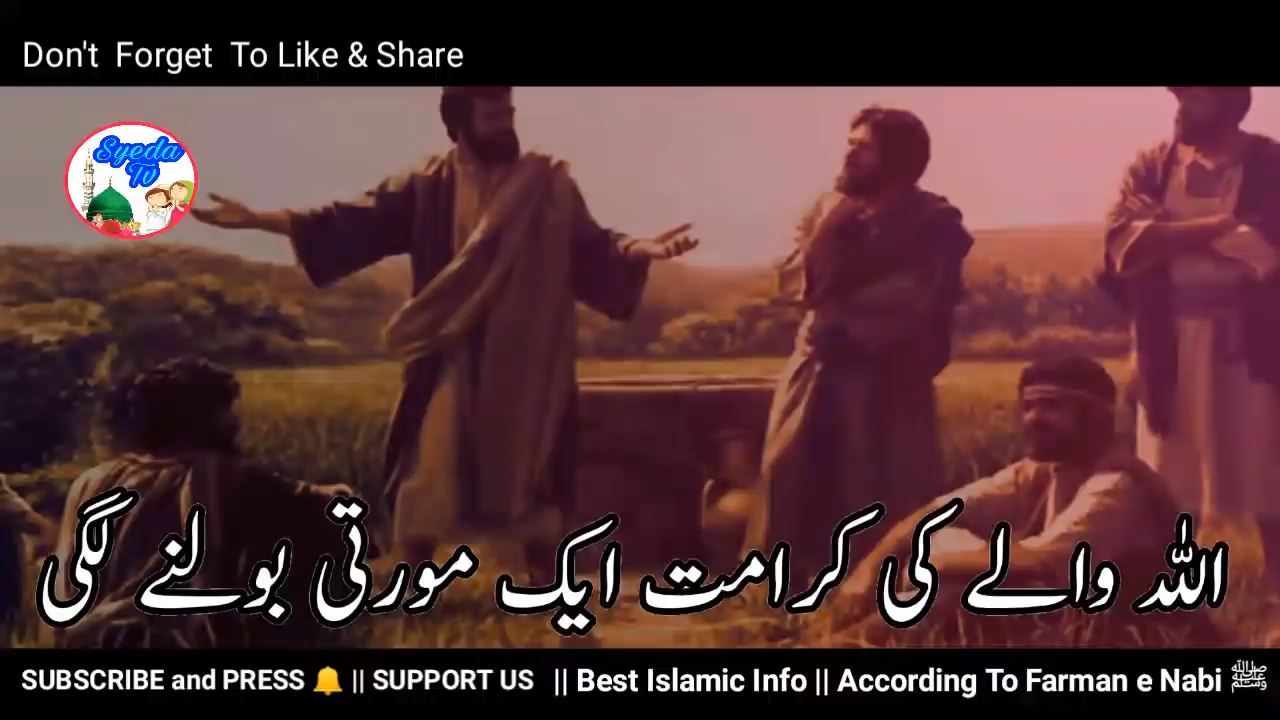 Don't Forget To Like & Share
Syeda
Tv
اللہ والے کی کرامت ایک مورتی بولنے لگی
SUBSCRIBE and PRESS 🔔 || SUPPORT US || Best Islamic Info || According To Farman e Nabi ﷺ